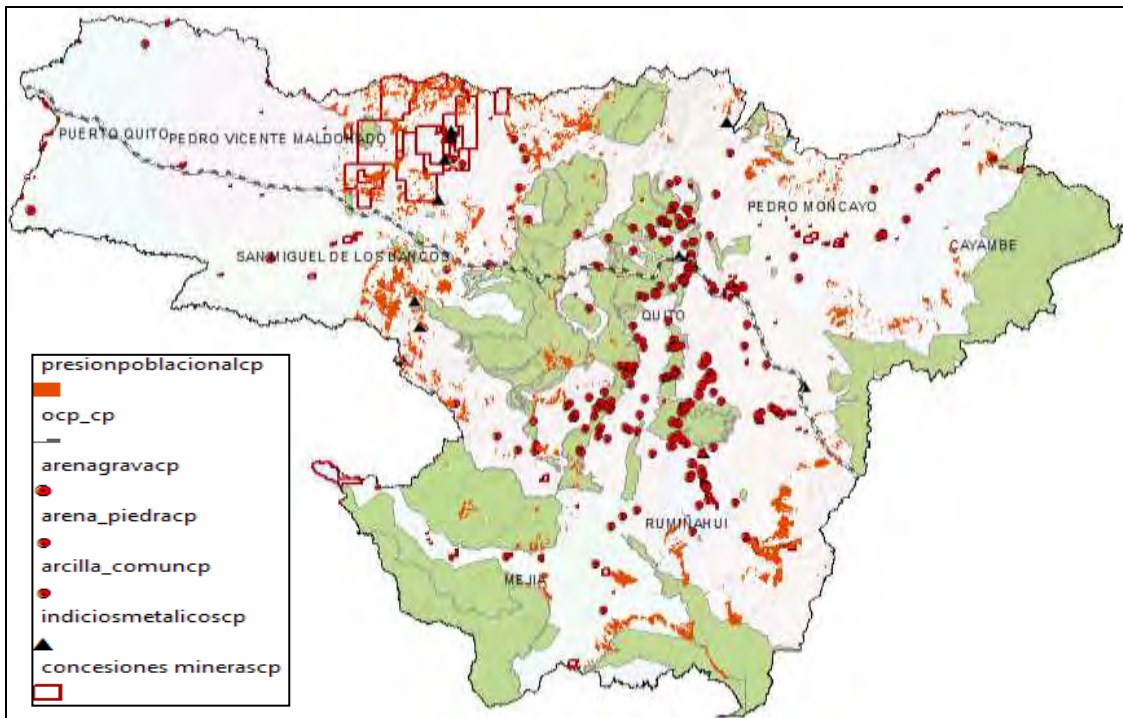 PUERTO QUITO
PEDRO VICENTE MALDONADO
PEDRO MONCAYO
CAYAMBE
SAN MIGUEL DE LOS BANCOS
QUITO
RUMIÑAHUI
MEJIA
presionpoblacionalcp
ocp_cp
arenagravacp
arena_piedracp
arcilla_comuncp
indiciosmetalicoscp
concesiones minerascp